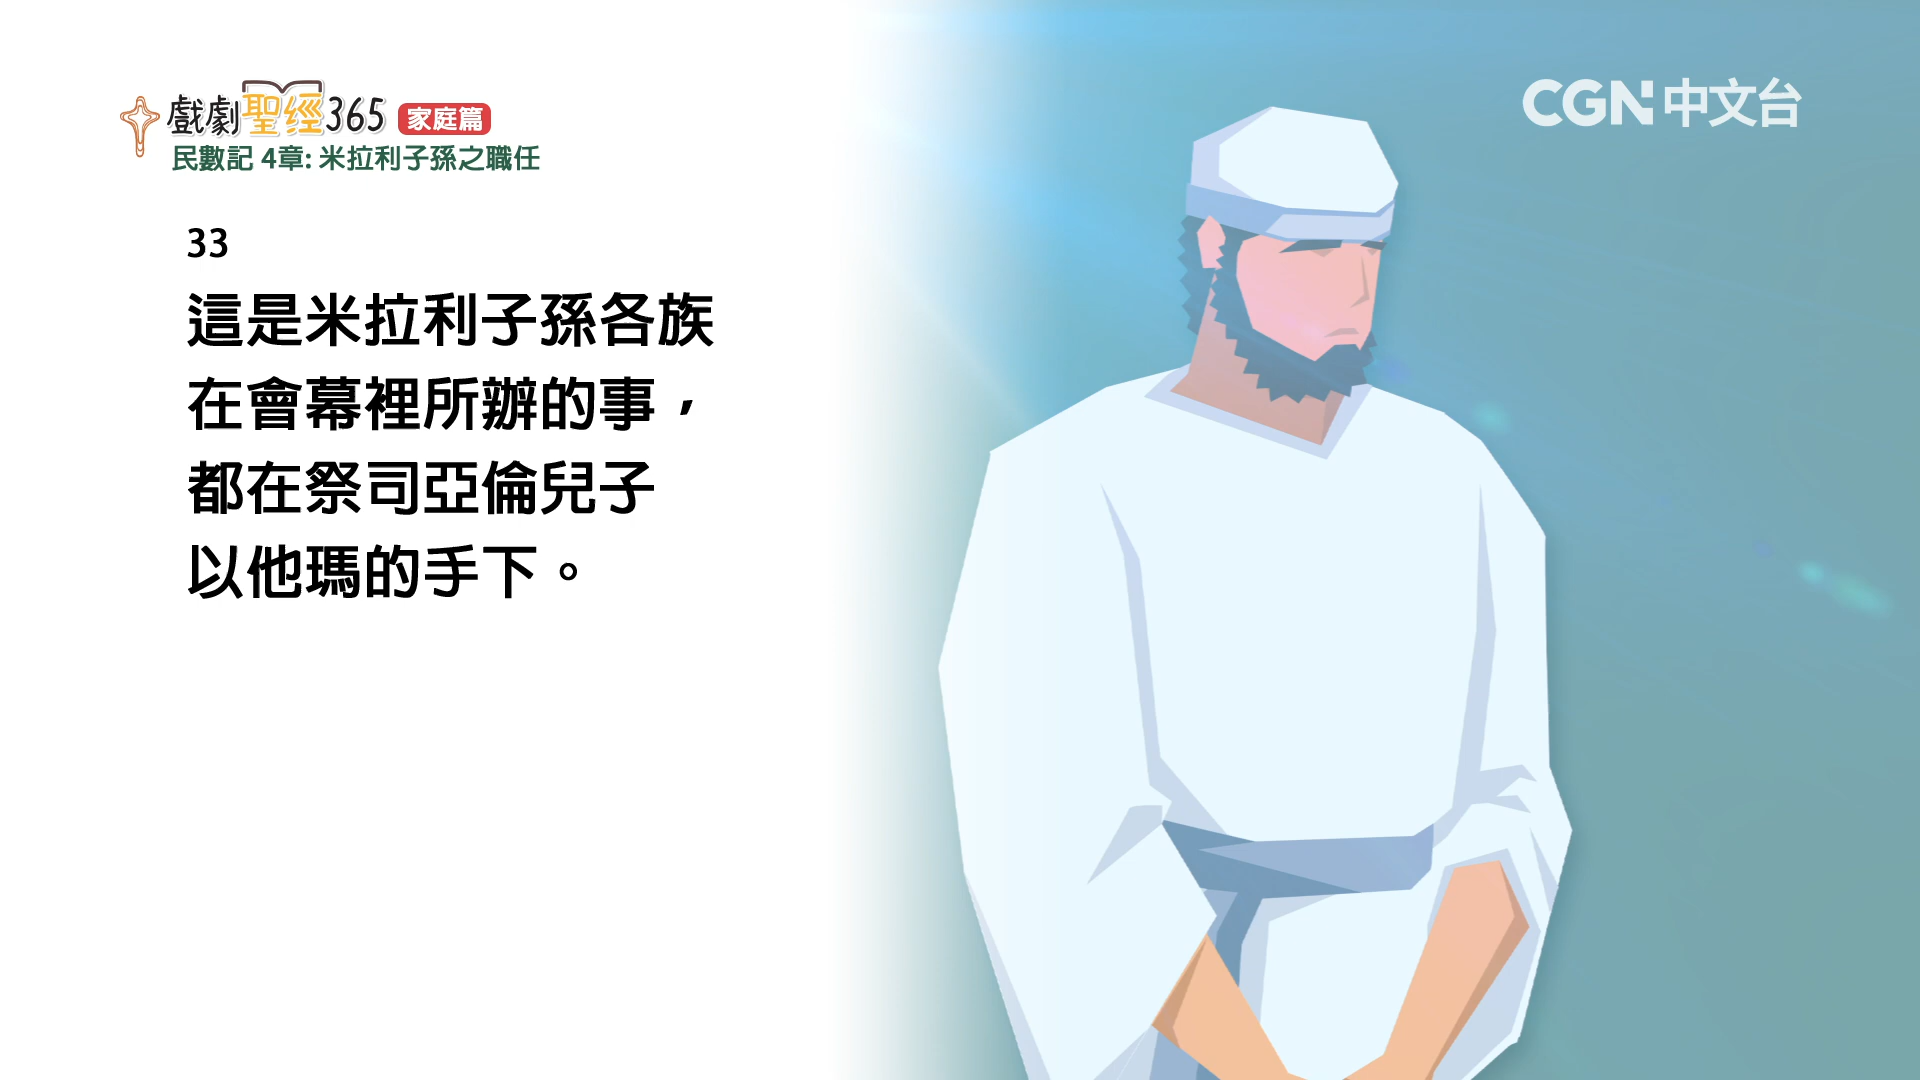 戲劇聖經365 家庭篇
CGN中文台
民數記 4章: 米拉利子孫之職任
33
這是米拉利子孫各族
在會幕裡所辦的事，
都在祭司亞倫兒子
以他瑪的手下。